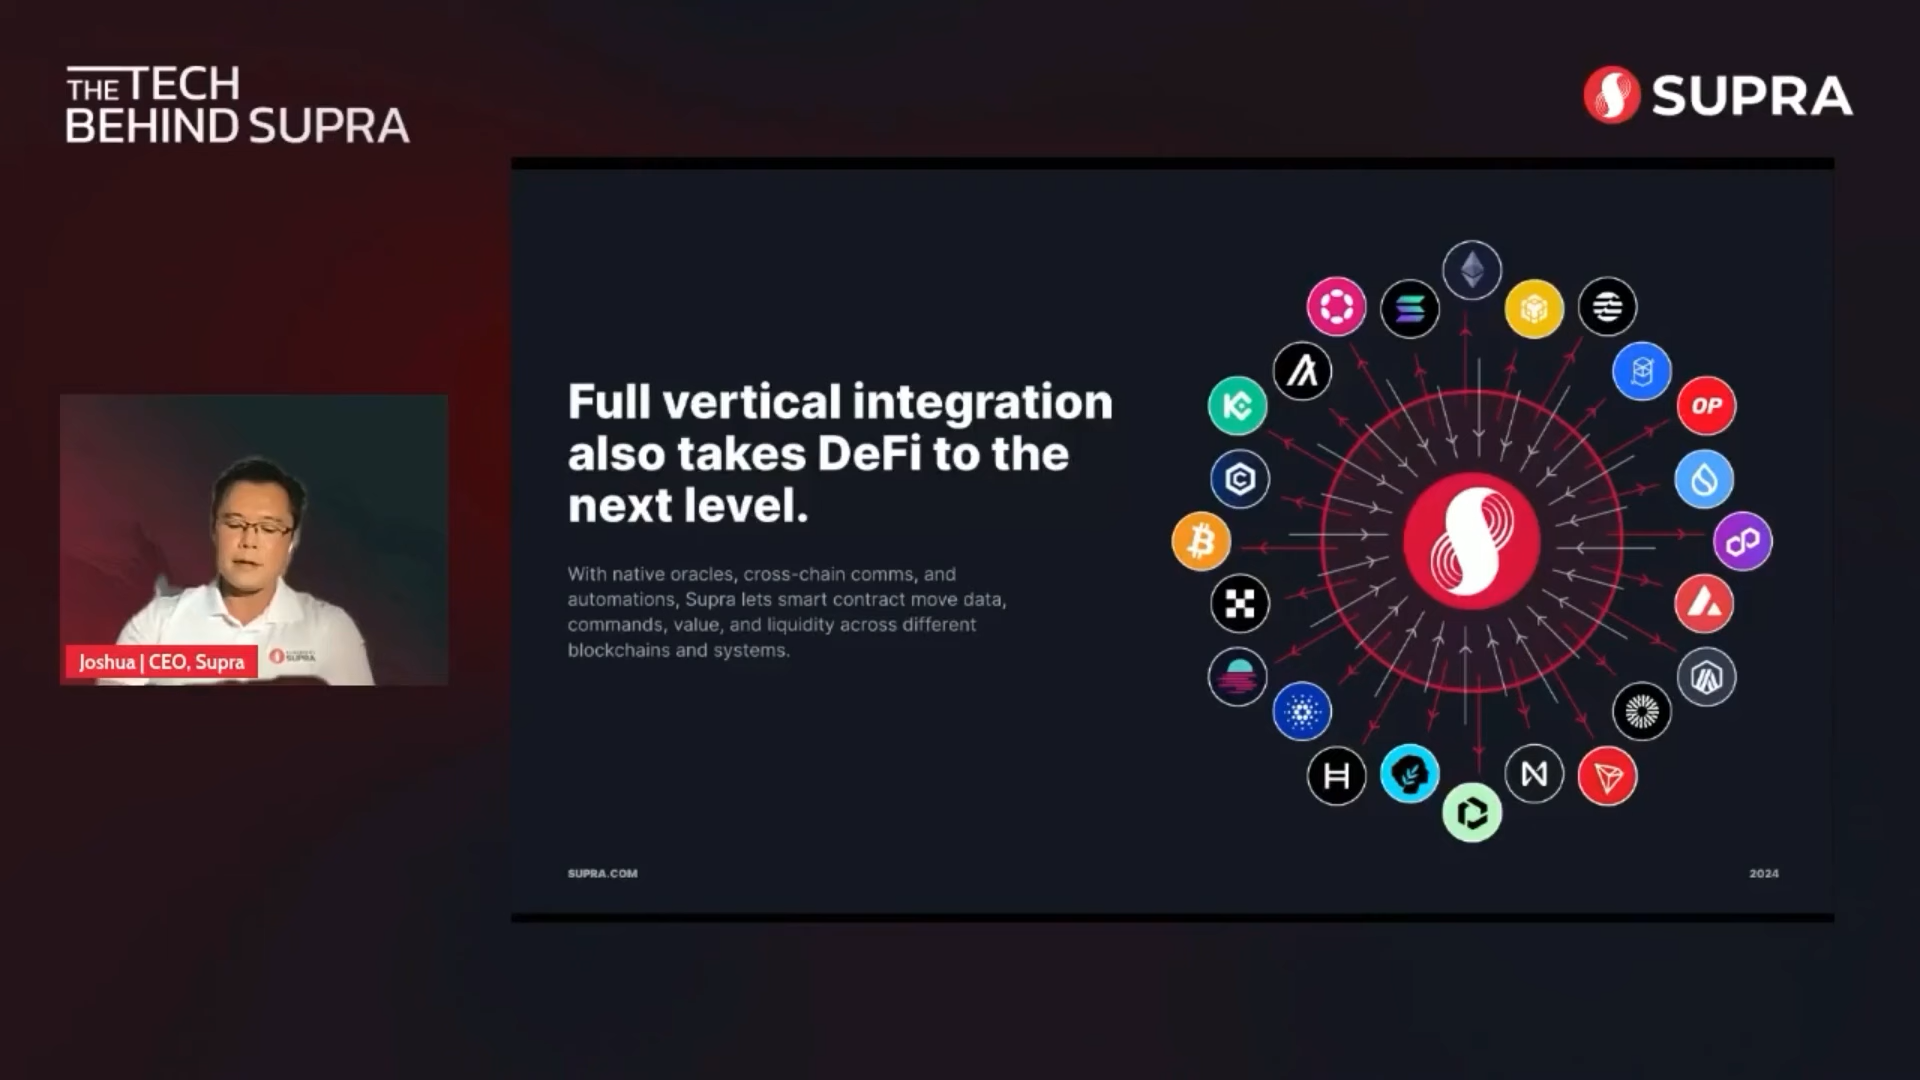 THE TECH
BEHIND SUPRA
SUPRA
Full vertical integration
also takes DeFi to the
next level.
With native oracles, cross-chain comms, and
automations, Supra lets smart contract move data,
commands, value, and liquidity across different
blockchains and systems.
OP
Joshua | CEO, Supra
SUPRA
SUPRA.COM
2024